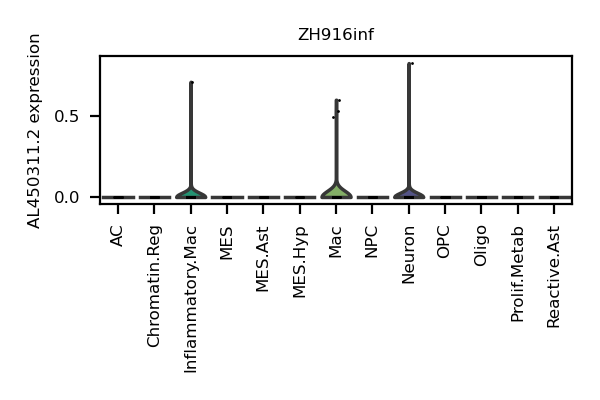 ZH916inf
AL450311.2 expression
0.5
0.0
AC
Chromatin.Reg
Inflammatory.Mac
MES
MES.Ast
MES.Hyp
Mac
NPC
Neuron
OPC
Oligo
Prolif.Metab
Reactive.Ast